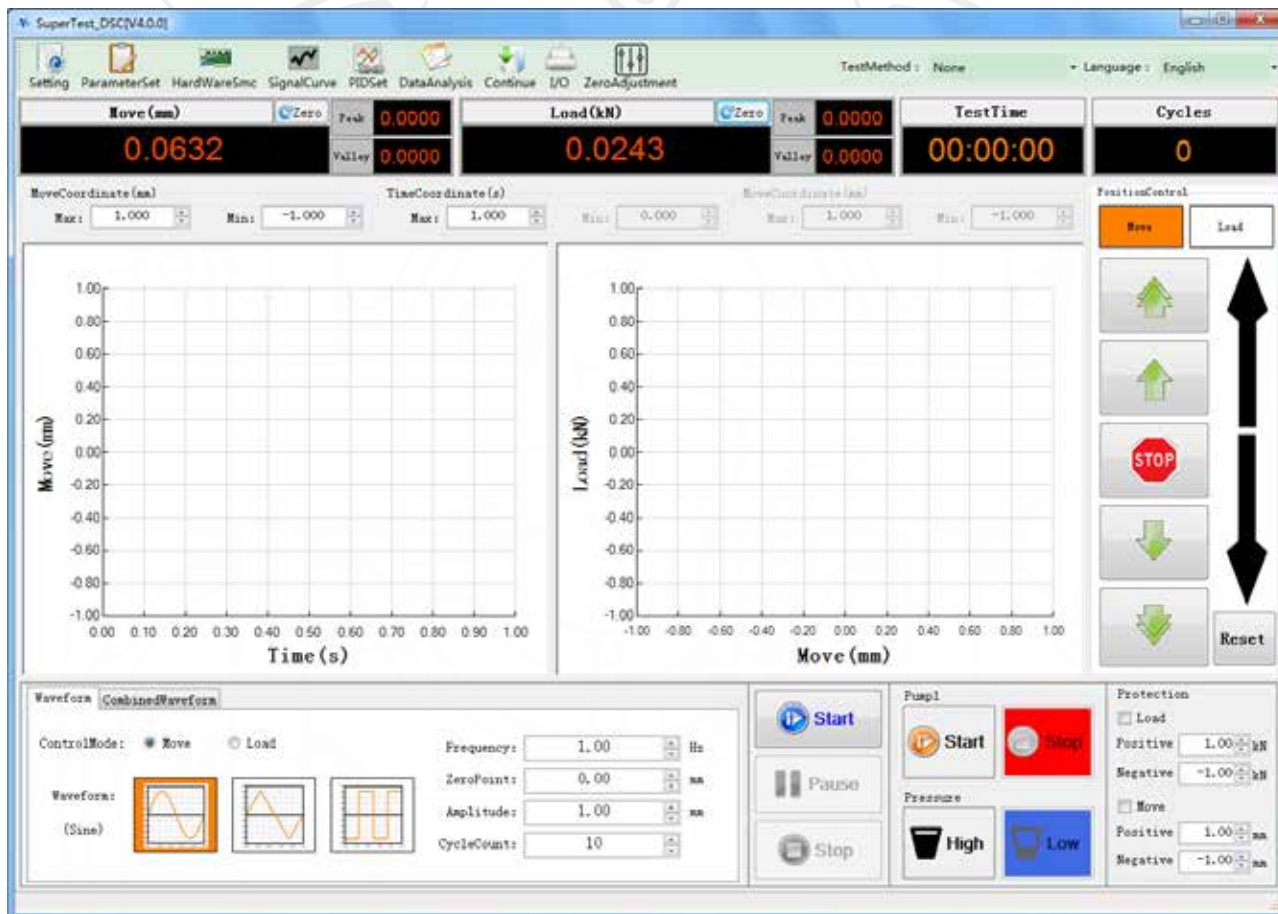 SuperTest_DSC[V4.0.0]
Setting ParameterSet HardWareSmc SignalCurve PIDSet DataAnalysis Continue I/O ZeroAdjustment TestMethod : None Language : English
Move(mm) Zero Peak 0.0000 Load(kN) Zero Peak 0.0000 TestTime Cycles
0.0632 Valley 0.0000 0.0243 Valley 0.0000 00:00:00 0
MoveCoordinate(mm) TimeCoordinate(s) MoveCoordinate(mm) PositionControl
Max: 1.000 Min: -1.000 Max: 1.000 Min: 0.000 Max: 1.000 Min: -1.000 Move Load
1.00 1.00
0.80 0.80
0.60 0.60
0.40 0.40
0.20 0.20
0.00 0.00
-0.20 -0.20
-0.40 -0.40
-0.60 -0.60
-0.80 -0.80
-1.00 -1.00
Move(mm) Load(kN)
STOP
0.00 0.10 0.20 0.30 0.40 0.50 0.60 0.70 0.80 0.90 1.00 -1.00 -0.80 -0.60 -0.40 -0.20 0.00 0.20 0.40 0.60 0.80 1.00
Time(s) Move(mm) Reset
Waveform CombinedWaveform
ControlMode: Move Load
Waveform:
(Sine)
Frequency: 1.00 Hz
ZeroPoint: 0.00 mm
Amplitude: 1.00 mm
CycleCount: 10
Start
Pause
Stop
Pump1
Start Stop
Pressure
High Low
Protection
Load
Positive 1.00 kN
Negative -1.00 kN
Move
Positive 1.00 mm
Negative -1.00 mm